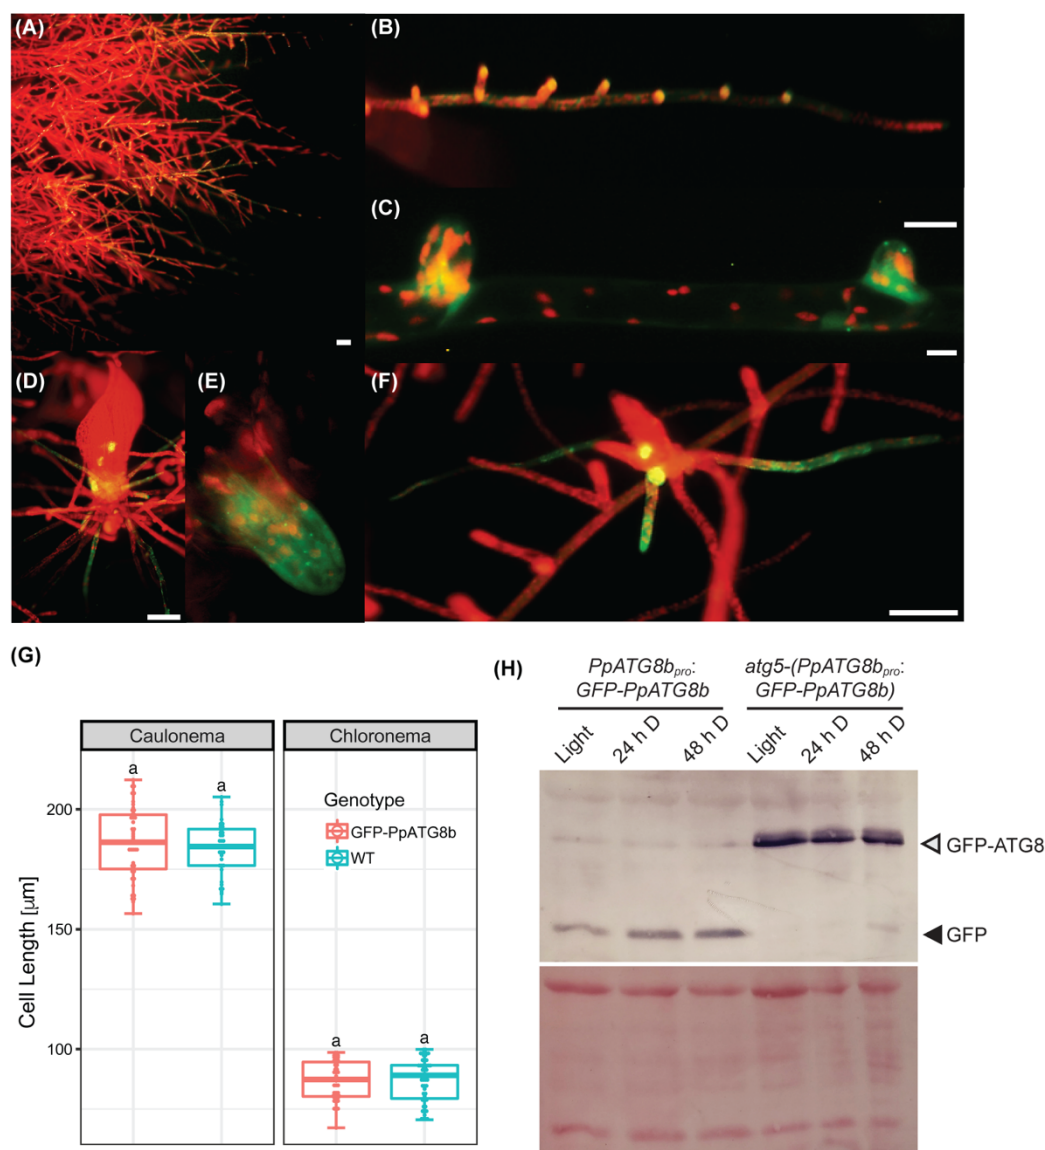 (A)
(B)
(C)
(D)
(E)
(F)
(G)
Caulonema
Chloronema
a
a
a
a
Genotype
GFP-PpATG8b
WT
Cell Length [µm]
200
150
100
(H)
PpATG8bpro:
GFP-PpATG8b
atg5-(PpATG8bpro:
GFP-PpATG8b)
Light
24 h D
48 h D
Light
24 h D
48 h D
GFP-ATG8
GFP